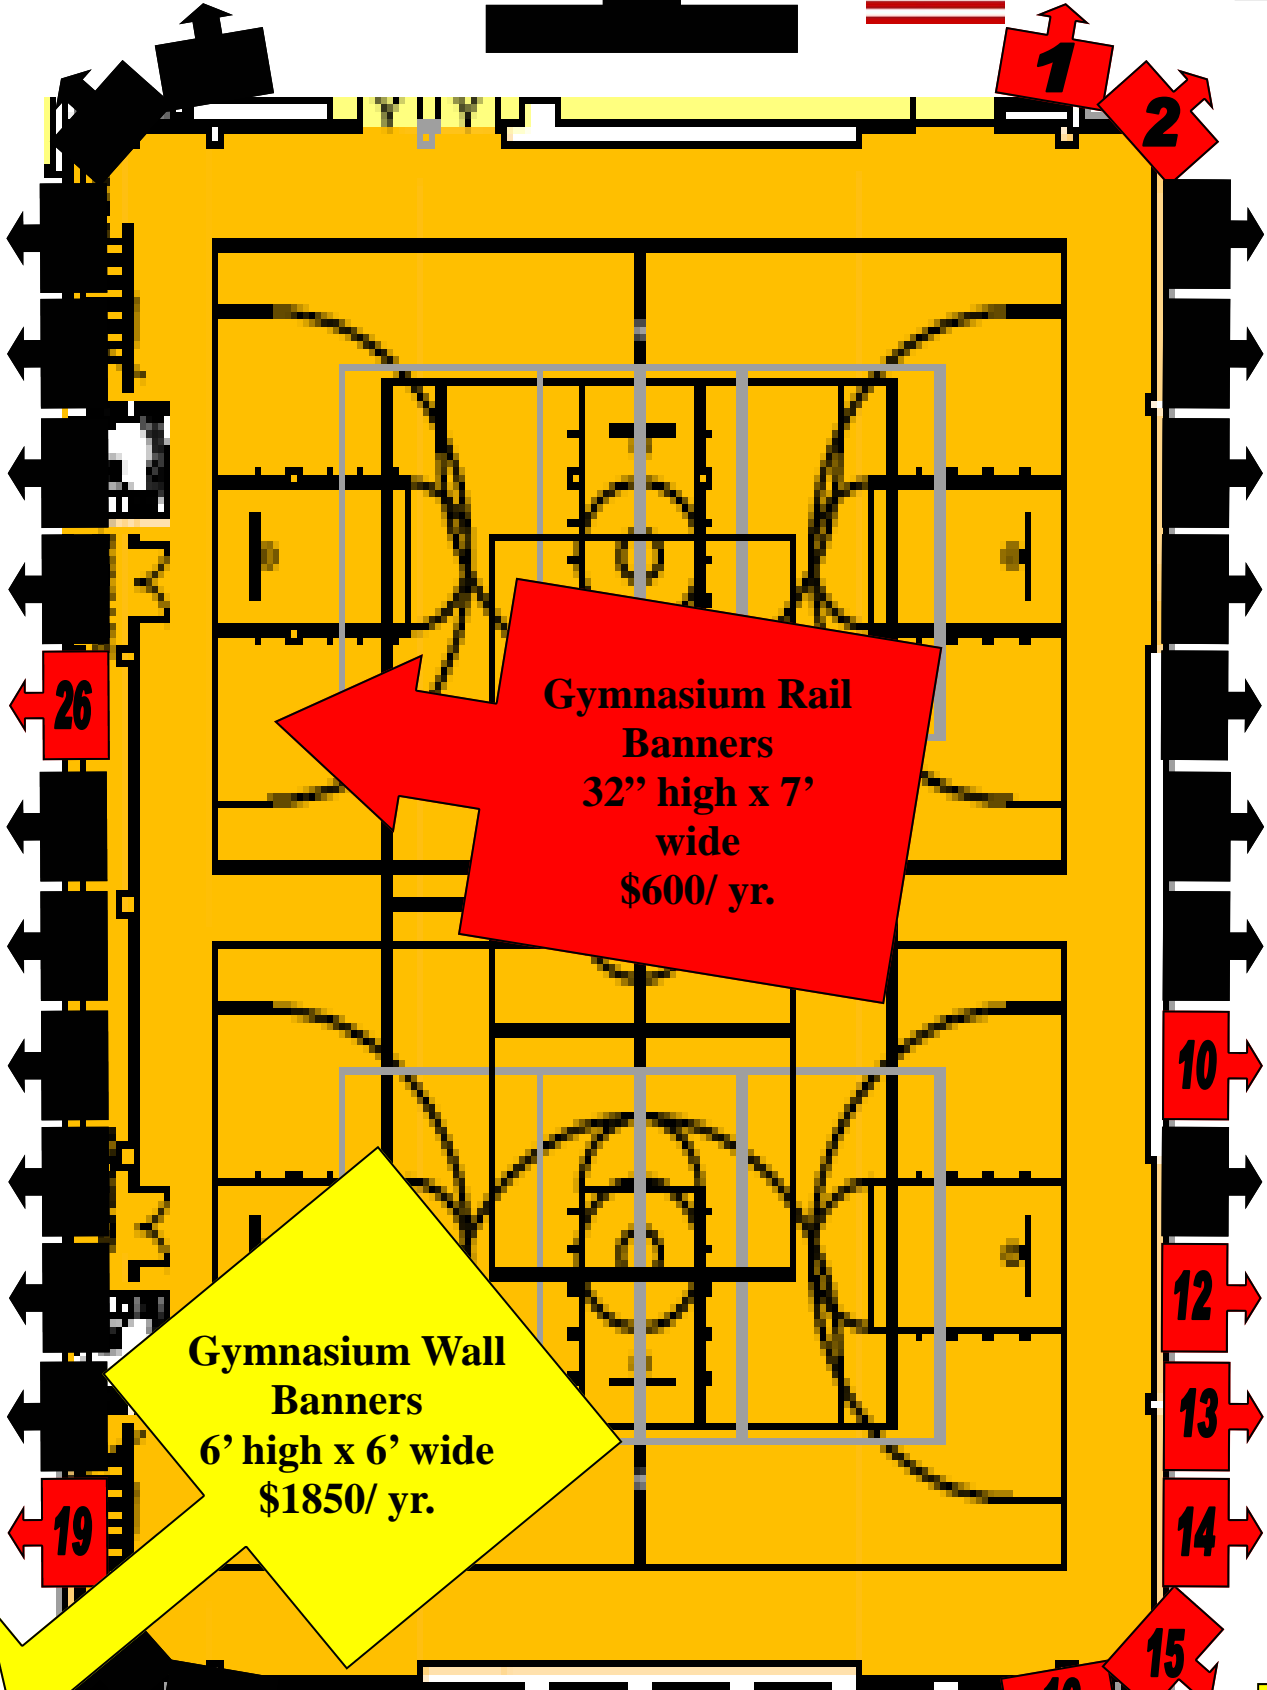 1
2
26
Gymnasium Rail
Banners
32” high x 7’
wide
$600/ yr.
10
12
Gymnasium Wall
Banners
6’ high x 6’ wide
$1850/ yr.
13
19
14
15